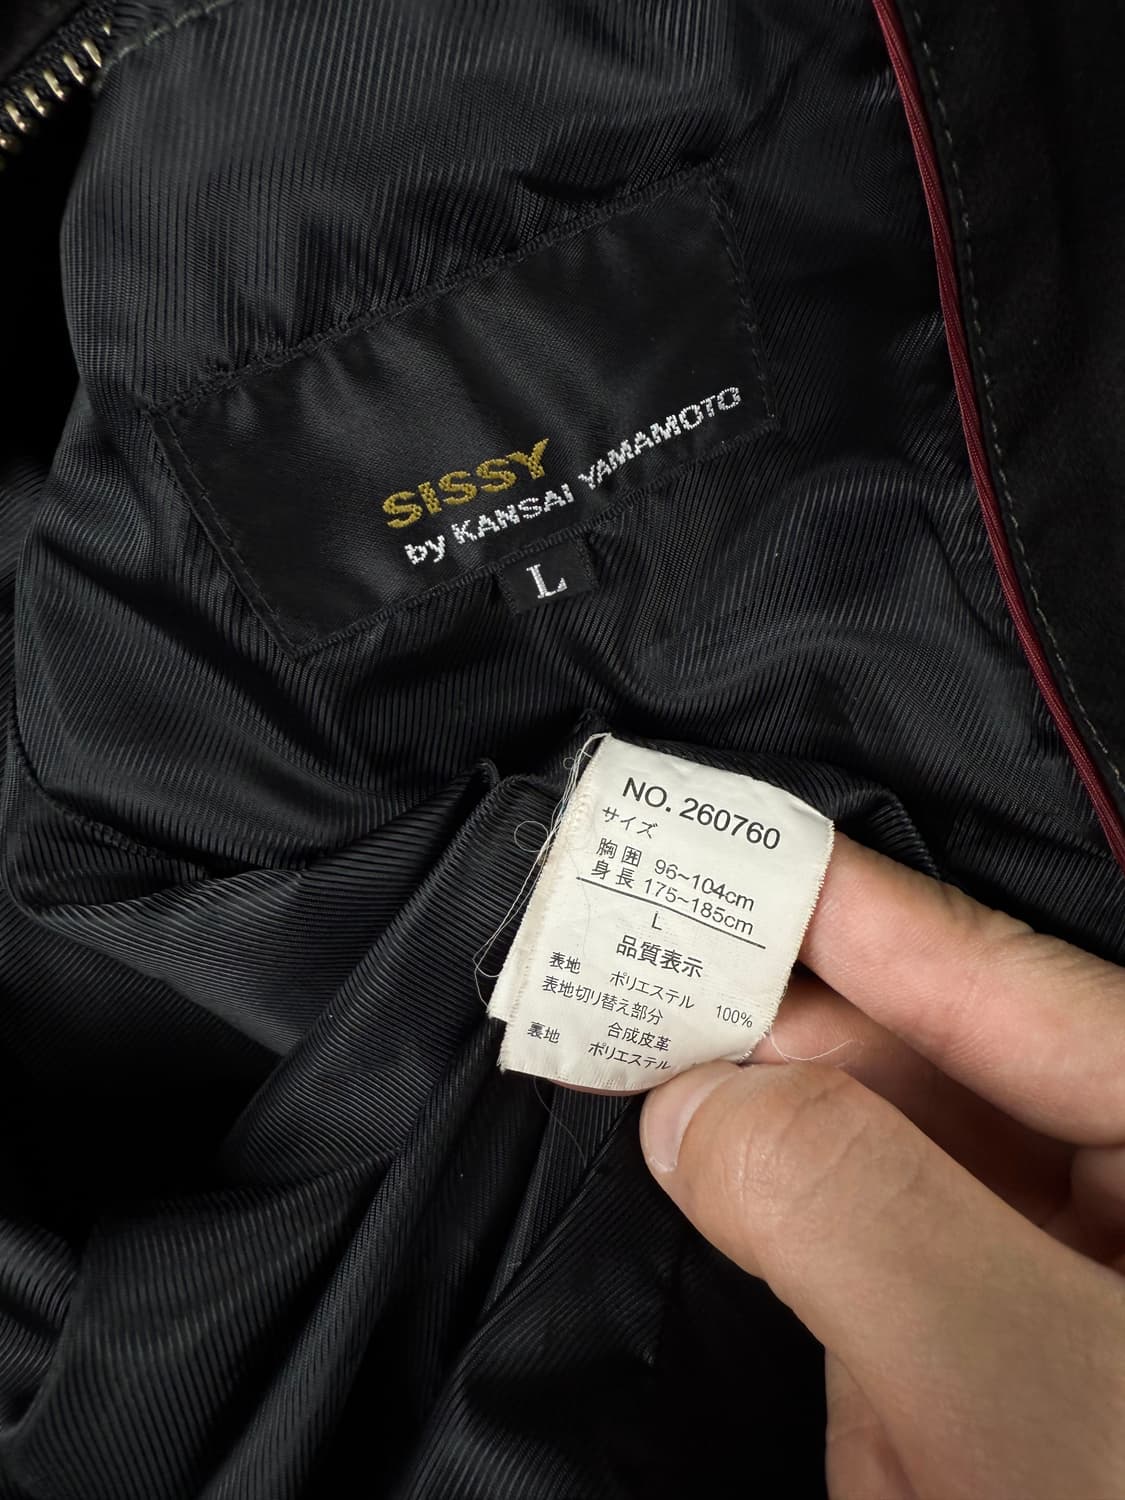 SISSY
by KANSAI YAMAMOTO
L
NO. 260760
サイズ
胸囲 96~104cm
身長 175~185cm
L
品質表示
表地 ポリエステル 100%
表地切り替え部分
合成皮革
裏地 ポリエステル